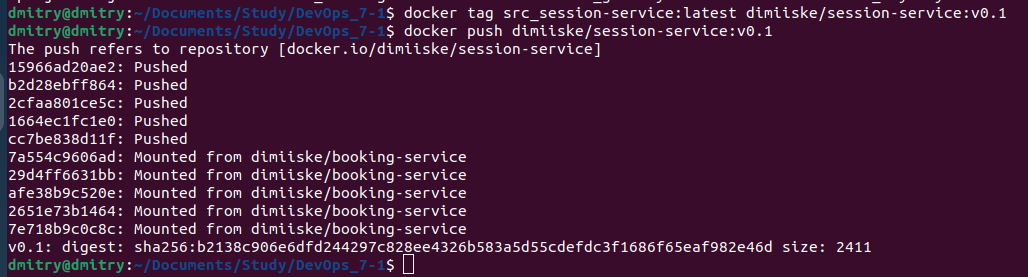 dmitry@dmitry:~/Documents/Study/DevOps_7-1$ docker tag src_session-service:latest dimiiske/session-service:v0.1
dmitry@dmitry:~/Documents/Study/DevOps_7-1$ docker push dimiiske/session-service:v0.1
The push refers to repository [docker.io/dimiiske/session-service]
15966ad20ae2: Pushed
b2d28ebff864: Pushed
2cfaa801ce5c: Pushed
1664ec1fc1e0: Pushed
cc7be838d11f: Pushed
7a554c9606ad: Mounted from dimiiske/booking-service
29d4ff6631bb: Mounted from dimiiske/booking-service
afe38b9c520e: Mounted from dimiiske/booking-service
2651e73b1464: Mounted from dimiiske/booking-service
7e718b9c0c8c: Mounted from dimiiske/booking-service
v0.1: digest: sha256:b2138c906e6dfd244297c828ee4326b583a5d55cdefdc3f1686f65eaf982e46d size: 2411
dmitry@dmitry:~/Documents/Study/DevOps_7-1$